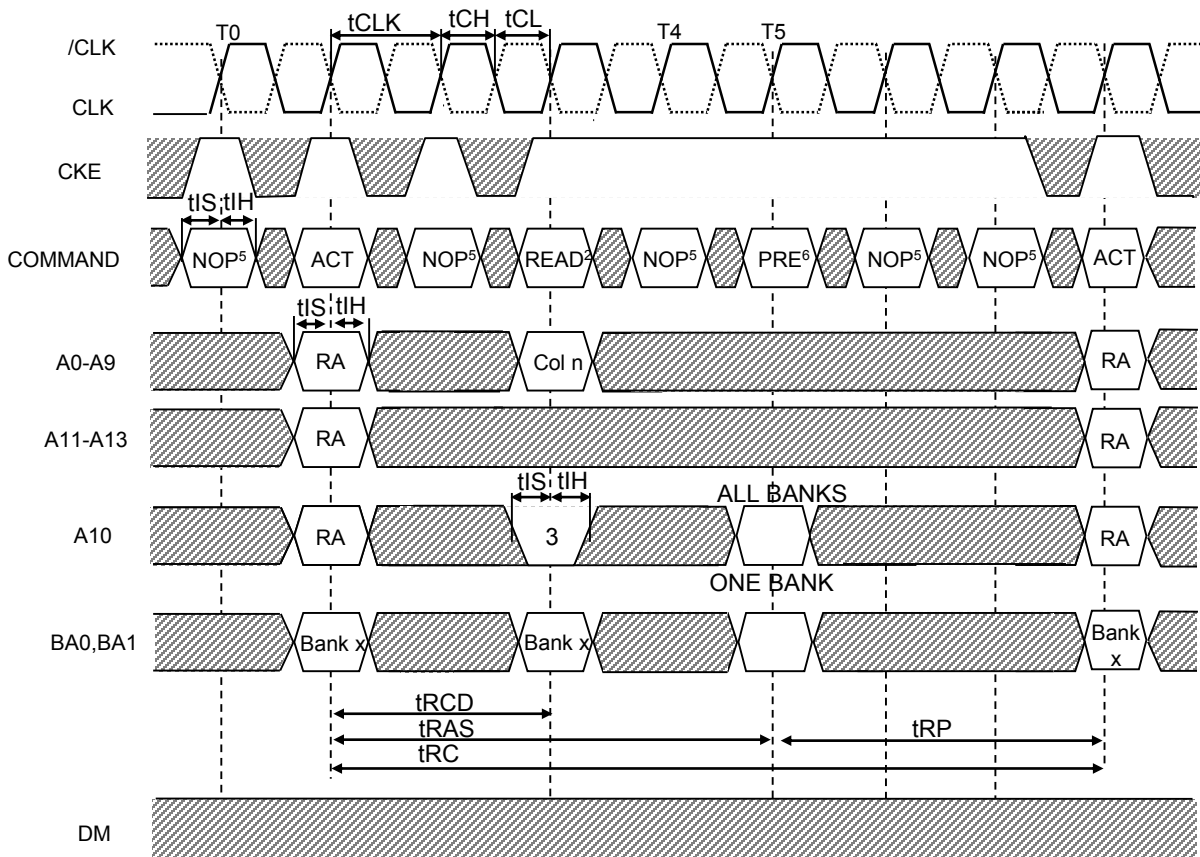 T0 tCLK tCH tCL T4 T5
/CLK
CLK
CKE
tIS tIH
COMMAND NOP5 ACT NOP5 READ2 NOP5 PRE6 NOP5 NOP5 ACT
tIS tIH
A0-A9 RA Col n RA
A11-A13 RA RA
tIS tIH ALL BANKS
A10 RA 3 RA
ONE BANK
BA0,BA1 Bank x Bank x Bank
x
tRCD
tRAS tRP
tRC
DM